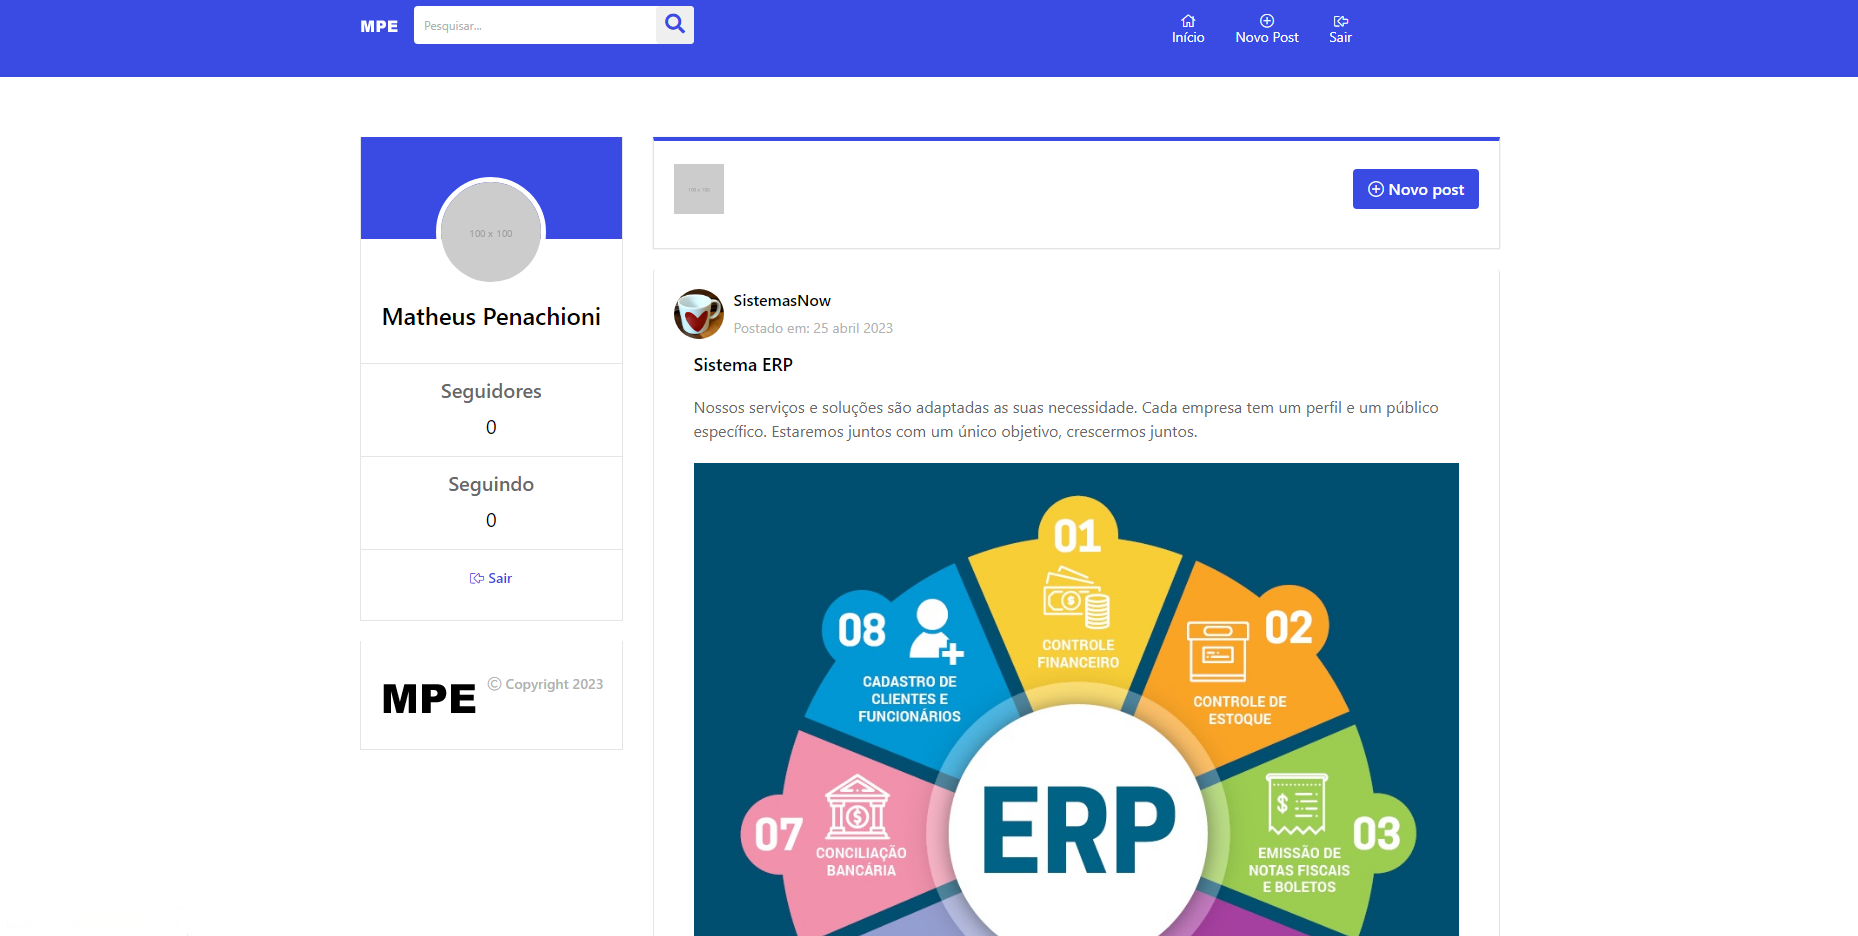 MPE
Pesquisar...
Início
Novo Post
Sair
100 x 100
Matheus Penachioni
Seguidores
0
Seguindo
0
Sair
MPE
© Copyright 2023
100 x 100
Novo post
SistemasNow
Postado em: 25 abril 2023
Sistema ERP
Nossos serviços e soluções são adaptadas as suas necessidade. Cada empresa tem um perfil e um público
específico. Estaremos juntos com um único objetivo, crescermos juntos.
01
CONTROLE
FINANCEIRO
02
CONTROLE DE
ESTOQUE
03
EMISSÃO DE
NOTAS FISCAIS
E BOLETOS
07
CONCILIAÇÃO
BANCÁRIA
08
CADASTRO DE
CLIENTES E
FUNCIONÁRIOS
ERP